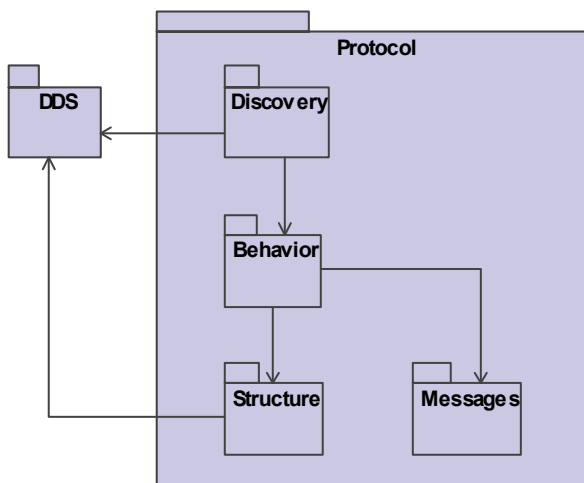 Protocol
DDS
Discovery
Behavior
Structure
Messages